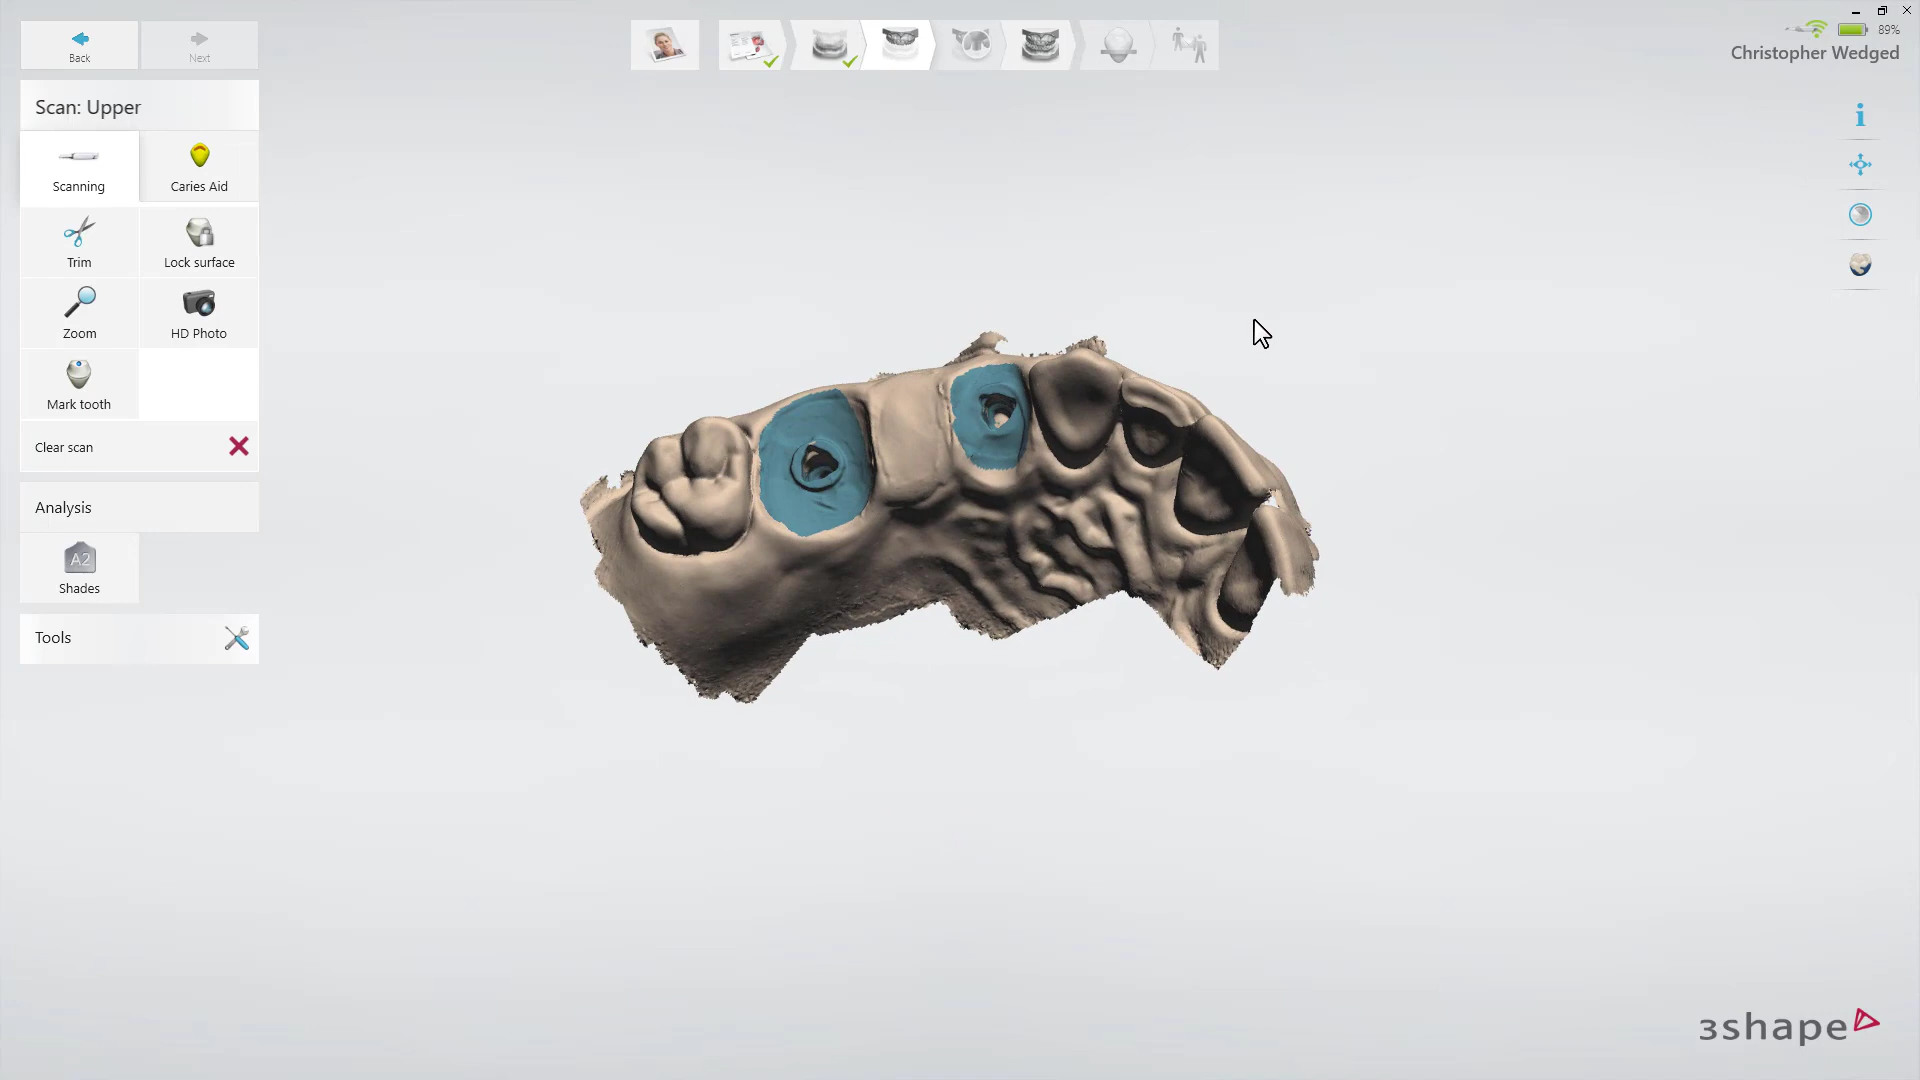 Back
Next
89%
Christopher Wedged
Scan: Upper
Scanning
Caries Aid
Trim
Lock surface
Zoom
HD Photo
Mark tooth
Clear scan
Analysis
A2
Shades
Tools
3shape